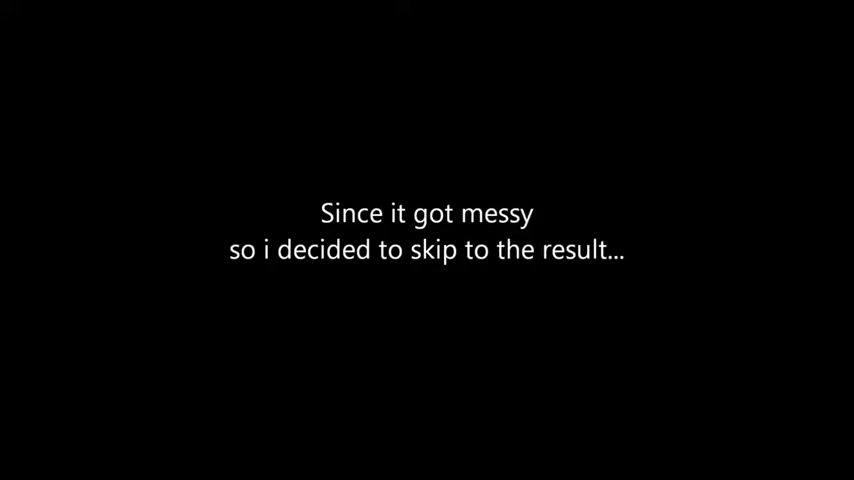 Since it got messy
so i decided to skip to the result...